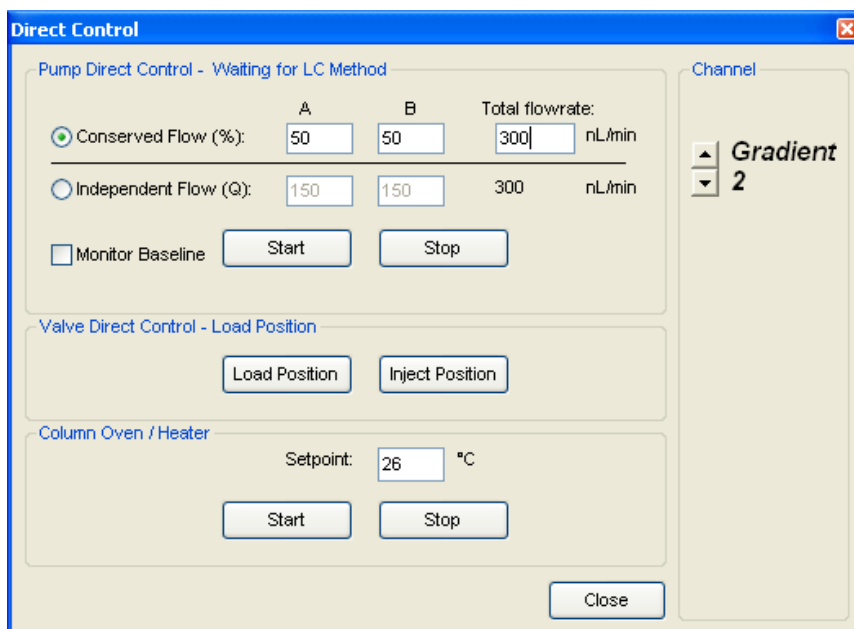 Direct Control
Pump Direct Control - Waiting for LC Method
A B Total flowrate:
Conserved Flow (%): 50 50 300 nL/min
Independent Flow (Q): 150 150 300 nL/min
Monitor Baseline Start Stop
Valve Direct Control - Load Position
Load Position Inject Position
Column Oven / Heater
Setpoint: 26 °C
Start Stop
Close
Channel
Gradient
2